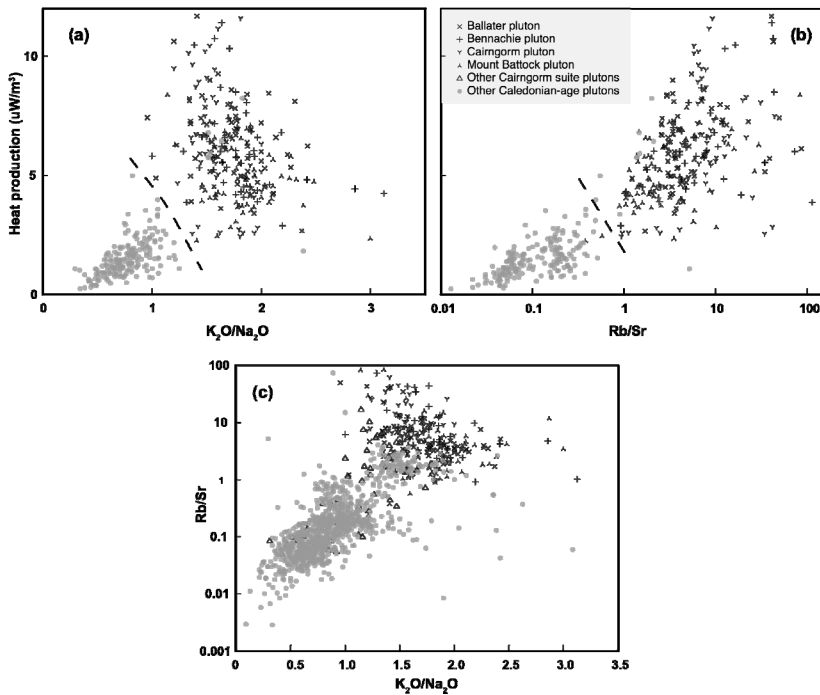 (a)
Heat production (uW/m³)
10
5
0
0
1
2
3
K₂O/Na₂O
Ballater pluton
Bennachie pluton
Cairngorm pluton
Mount Battock pluton
Other Cairngorm suite plutons
Other Caledonian-age plutons
(b)
0.01
0.1
1
10
100
Rb/Sr
(c)
Rb/Sr
100
10
1
0.1
0.01
0.001
0
0.5
1.0
1.5
2.0
2.5
3.0
3.5
K₂O/Na₂O